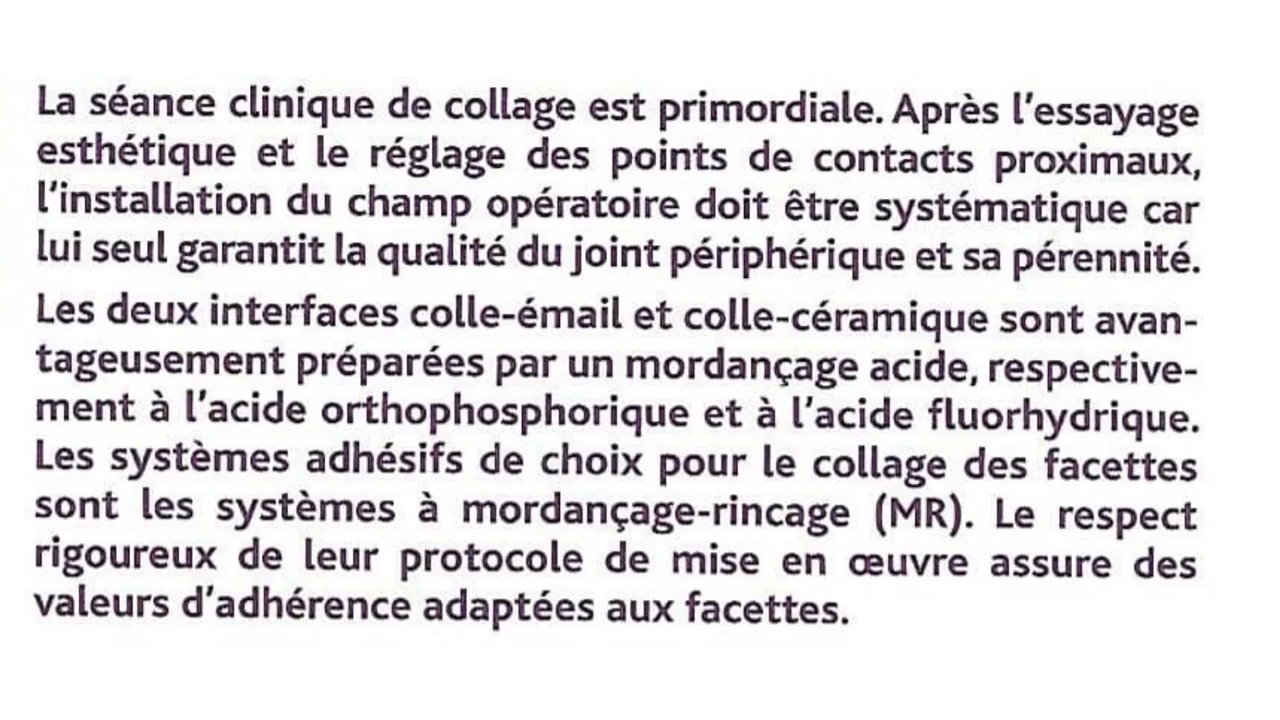 La séance clinique de collage est primordiale. Après l'essayage
esthétique et le réglage des points de contacts proximaux,
l'installation du champ opératoire doit être systématique car
lui seul garantit la qualité du joint périphérique et sa pérennité.
Les deux interfaces colle-émail et colle-céramique sont avan-
tageusement préparées par un mordançage acide, respective-
ment à l'acide orthophosphorique et à l'acide fluorhydrique.
Les systèmes adhésifs de choix pour le collage des facettes
sont les systèmes à mordançage-rincage (MR). Le respect
rigoureux de leur protocole de mise en œuvre assure des
valeurs d'adhérence adaptées aux facettes.